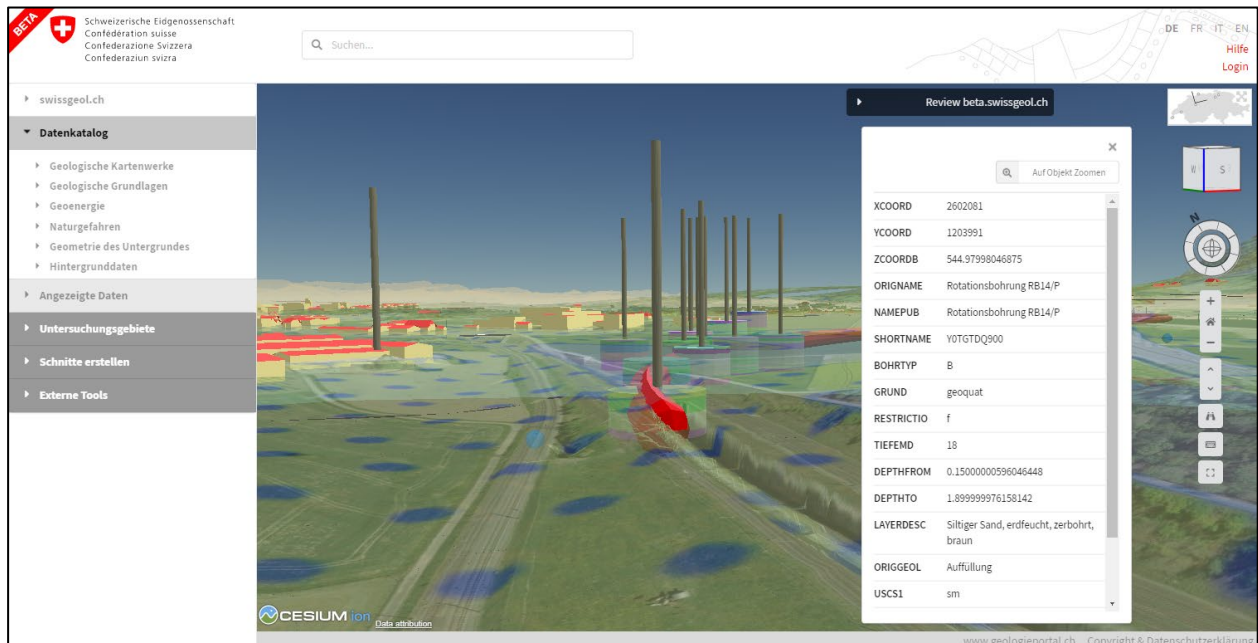 BETA
Schweizerische Eidgenossenschaft
Confédération suisse
Confederazione Svizzera
Confederaziun svizra
Suchen...
DE FR IT EN
Hilfe
Login
swissgeol.ch
Datenkatalog
Geologische Kartenwerke
Geologische Grundlagen
Geoenergie
Naturgefahren
Geometrie des Untergrundes
Hintergrunddaten
Angezeigte Daten
Untersuchungsgebiete
Schnitte erstellen
Externe Tools
Review beta.swissgeol.ch
Auf Objekt Zoomen
XCOORD 2602081
YCOORD 1203991
ZCOORDB 544.97998046875
ORIGNAME Rotationsbohrung RB14/P
NAMEPUB Rotationsbohrung RB14/P
SHORTNAME Y0TGTDQ900
BOHRTYP B
GRUND geoquat
RESTRICTIO f
TIEFEMD 18
DEPTHFROM 0.15000000596046448
DEPTHTO 1.899999976158142
LAYERDESC Siltiger Sand, erdfeucht, zerbohrt,
braun
ORIGGEOL Auffüllung
USCS1 sm
W S
N
CESIUM ion
Data attribution
www.geologieportal.ch Copyright & Datenschutzerklärung